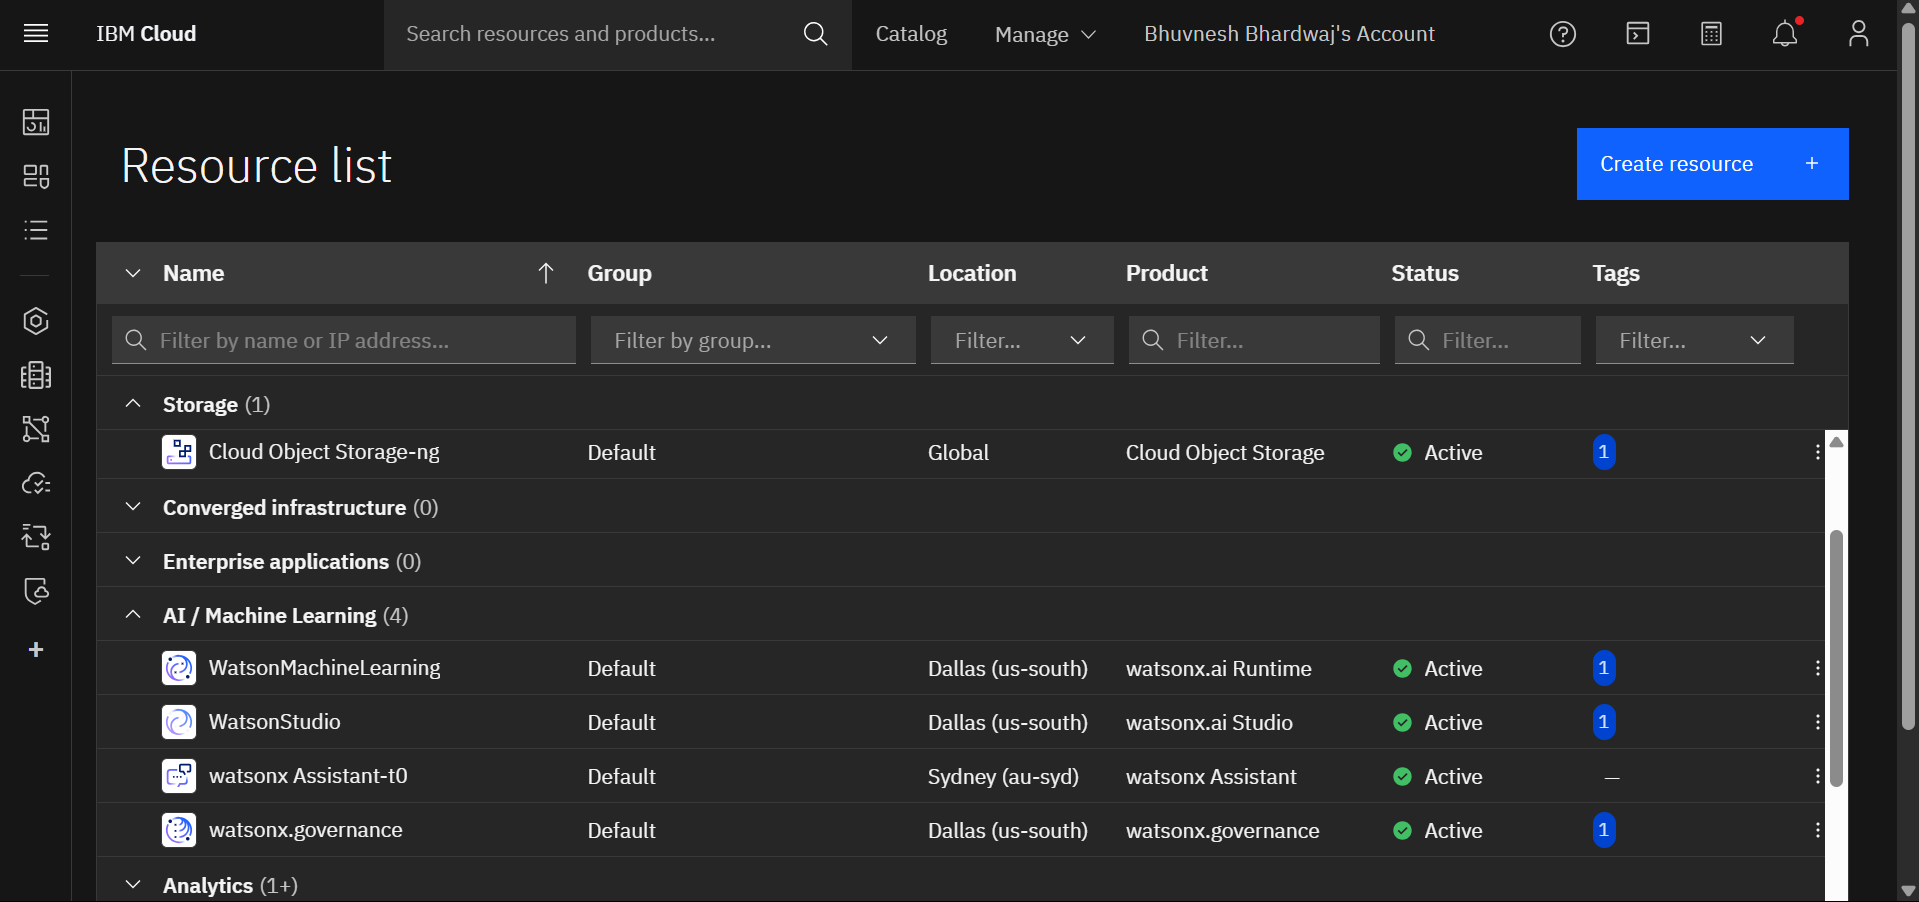 IBM Cloud
Search resources and products...
Catalog
Manage
Bhuvnesh Bhardwaj's Account
Resource list
Create resource +
Name Group Location Product Status Tags
Filter by name or IP address... Filter by group... Filter... Filter... Filter... Filter...
Storage (1)
Cloud Object Storage-ng Default Global Cloud Object Storage Active 1
Converged infrastructure (0)
Enterprise applications (0)
AI / Machine Learning (4)
WatsonMachineLearning Default Dallas (us-south) watsonx.ai Runtime Active 1
WatsonStudio Default Dallas (us-south) watsonx.ai Studio Active 1
watsonx Assistant-t0 Default Sydney (au-syd) watsonx Assistant Active —
watsonx.governance Default Dallas (us-south) watsonx.governance Active 1
Analytics (1+)